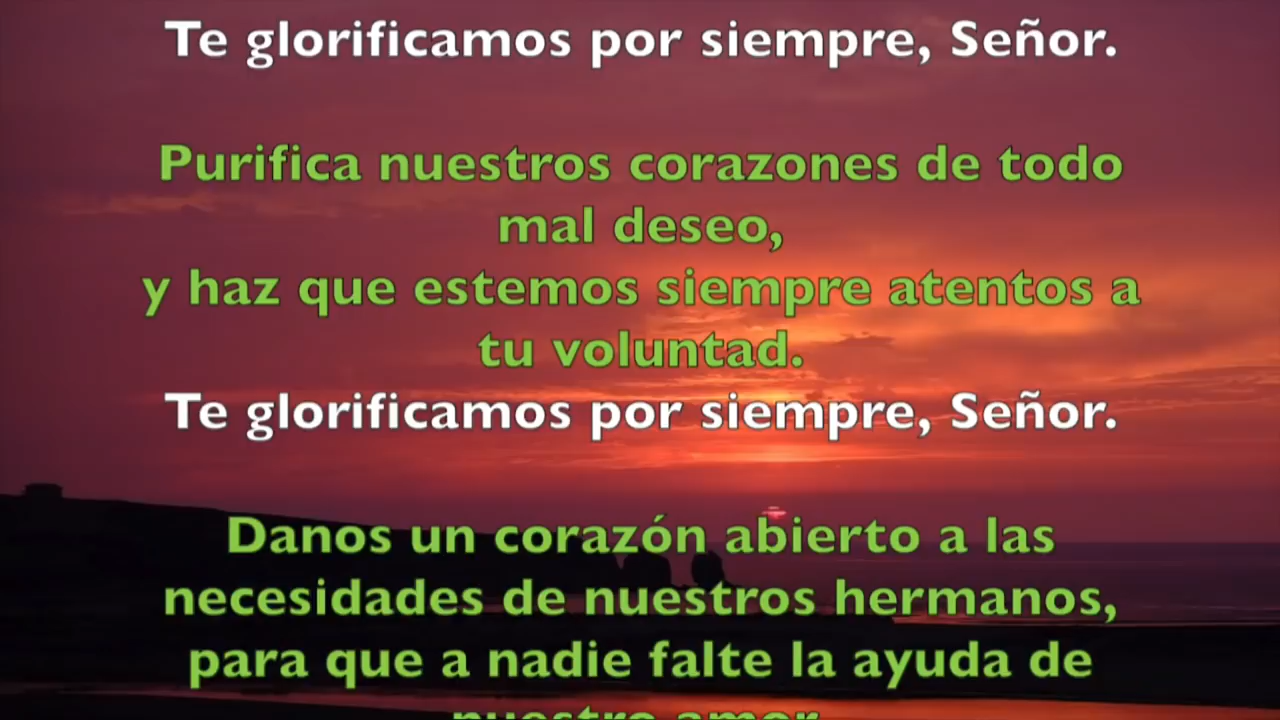 Te glorificamos por siempre, Señor.
Purifica nuestros corazones de todo
mal deseo,
y haz que estemos siempre atentos a
tu voluntad.
Te glorificamos por siempre, Señor.
Danos un corazón abierto a las
necesidades de nuestros hermanos,
para que a nadie falte la ayuda de
nuestro amor.